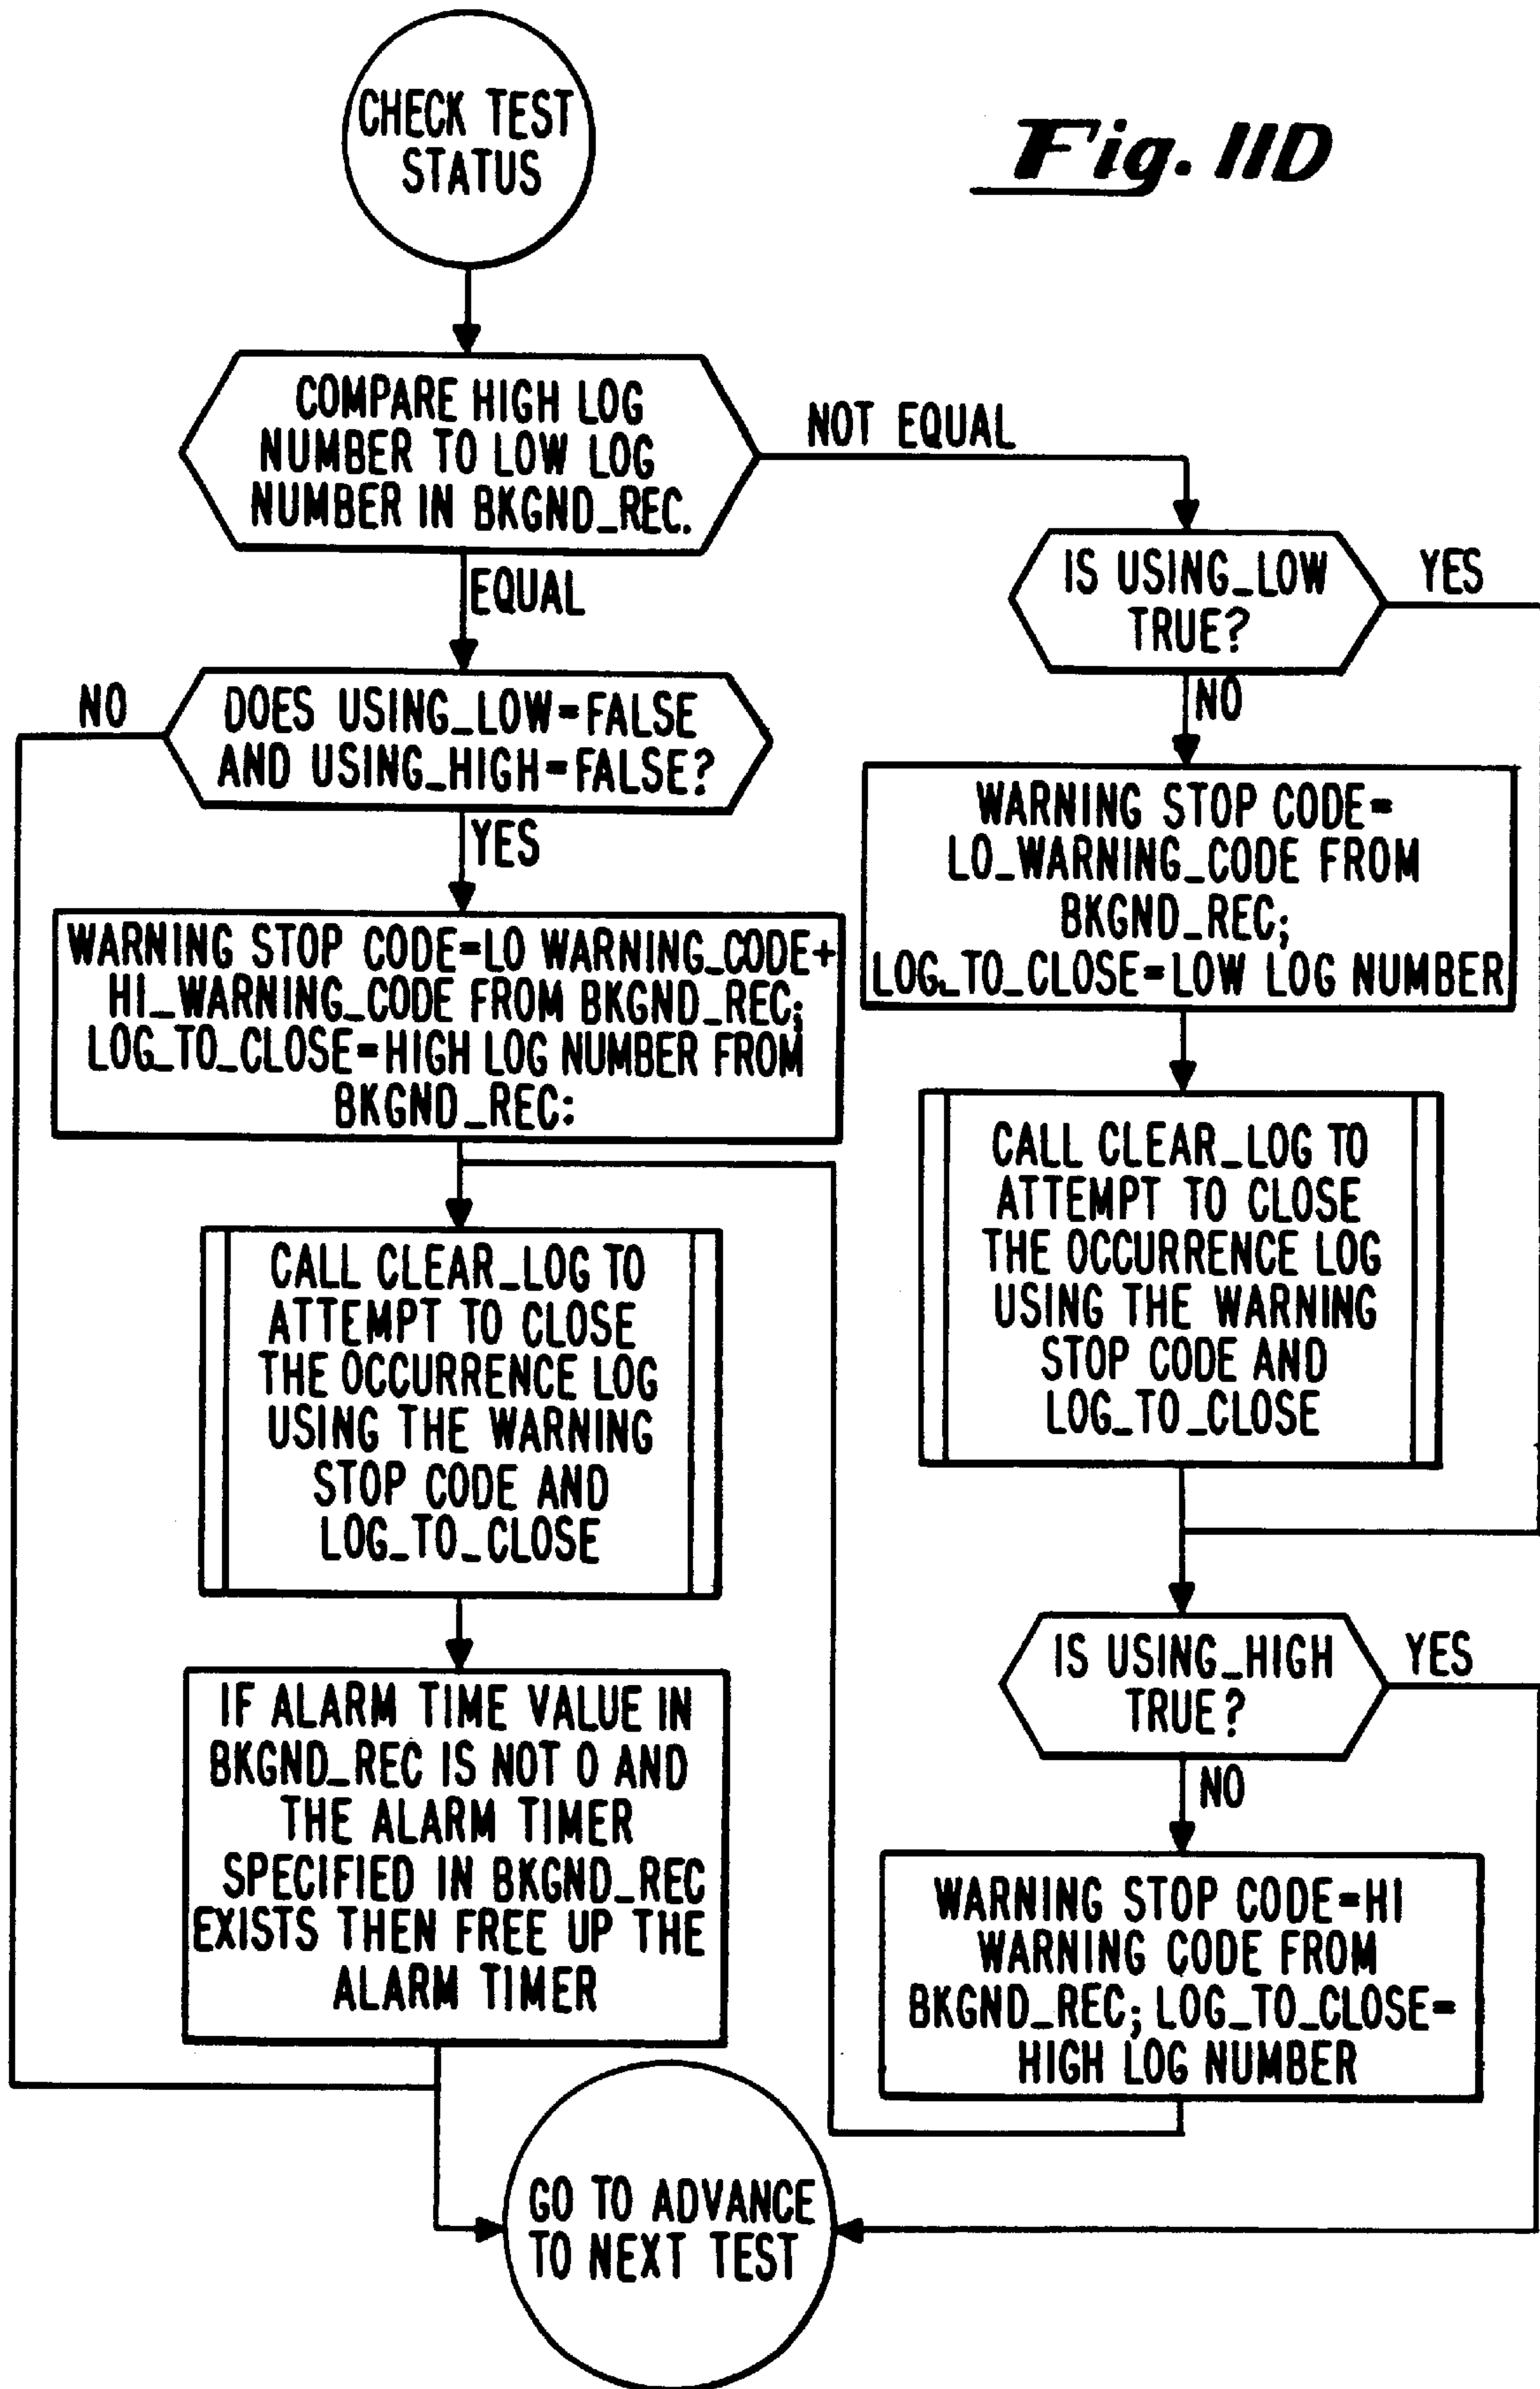 CHECK TEST
STATUS
Fig. 11D
COMPARE HIGH LOG
NUMBER TO LOW LOG
NUMBER IN BKGND_REC.
NOT EQUAL
EQUAL
IS USING_LOW
TRUE?
YES
NO
DOES USING_LOW=FALSE
AND USING_HIGH=FALSE?
NO
YES
WARNING STOP CODE=LO WARNING_CODE+
HI_WARNING_CODE FROM BKGND_REC;
LOG_TO_CLOSE=HIGH LOG NUMBER FROM
BKGND_REC:
CALL CLEAR_LOG TO
ATTEMPT TO CLOSE
THE OCCURRENCE LOG
USING THE WARNING
STOP CODE AND
LOG_TO_CLOSE
IF ALARM TIME VALUE IN
BKGND_REC IS NOT 0 AND
THE ALARM TIMER
SPECIFIED IN BKGND_REC
EXISTS THEN FREE UP THE
ALARM TIMER
WARNING STOP CODE=
LO_WARNING_CODE FROM
BKGND_REC;
LOG_TO_CLOSE=LOW LOG NUMBER
CALL CLEAR_LOG TO
ATTEMPT TO CLOSE
THE OCCURRENCE LOG
USING THE WARNING
STOP CODE AND
LOG_TO_CLOSE
IS USING_HIGH
TRUE?
YES
NO
WARNING STOP CODE=HI
WARNING CODE FROM
BKGND_REC; LOG_TO_CLOSE=
HIGH LOG NUMBER
GO TO ADVANCE
TO NEXT TEST